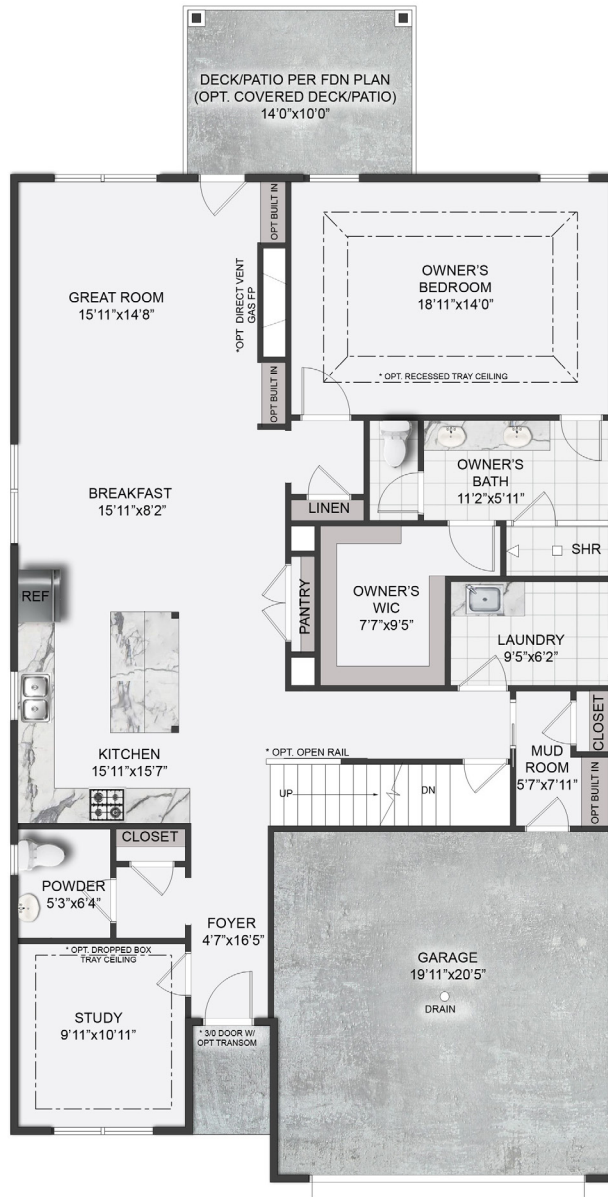 DECK/PATIO PER FDN PLAN
(OPT. COVERED DECK/PATIO)
14'0"x10'0"
OPT BUILT IN
GREAT ROOM
15'11"x14'8"
*OPT DIRECT VENT
GAS FP
OWNER'S
BEDROOM
18'11"x14'0"
* OPT. RECESSED TRAY CEILING
OPT BUILT IN
BREAKFAST
15'11"x8'2"
OWNER'S
BATH
11'2"x5'11"
LINEN
SHR
REF
PANTRY
OWNER'S
WIC
7'7"x9'5"
LAUNDRY
9'5"x6'2"
KITCHEN
15'11"x15'7"
* OPT. OPEN RAIL
CLOSET
MUD
ROOM
5'7"x7'11"
OPT BUILT IN
UP
DN
CLOSET
POWDER
5'3"x6'4"
FOYER
4'7"x16'5"
* OPT. DROPPED BOX
TRAY CEILING
STUDY
9'11"x10'11"
GARAGE
19'11"x20'5"
DRAIN
* 3/0 DOOR W/
OPT TRANSOM